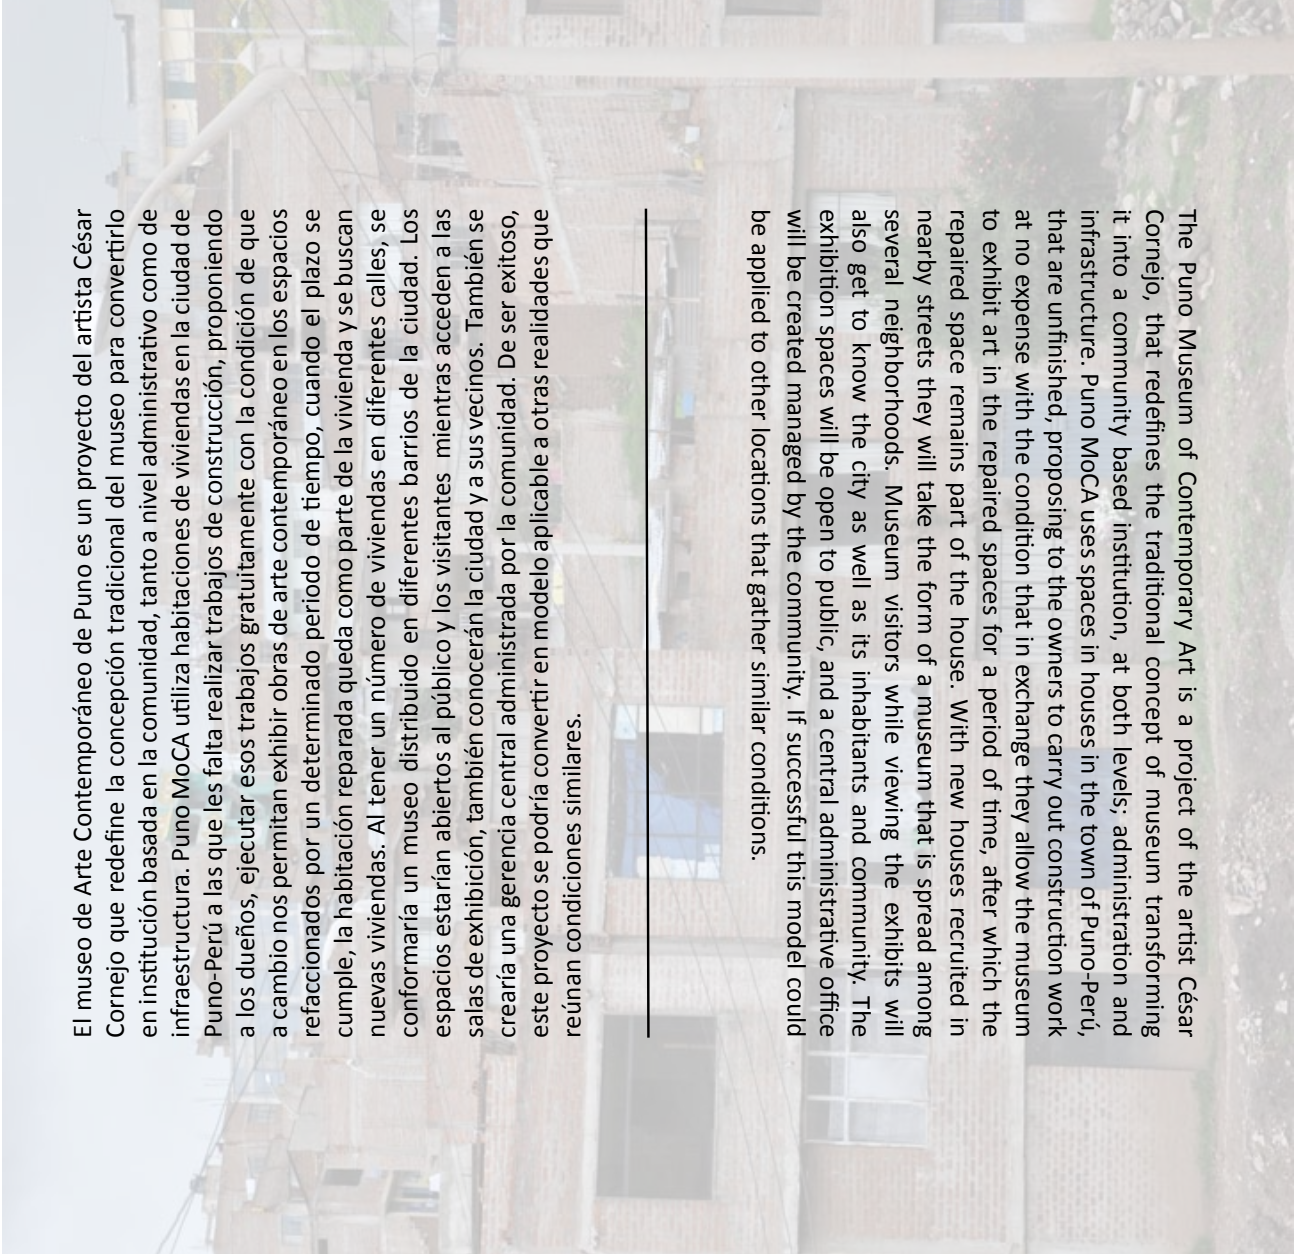 El museo de Arte Contemporáneo de Puno es un proyecto del artista César
Cornejo que redefine la concepción tradicional del museo para convertirlo
en institución basada en la comunidad, tanto a nivel administrativo como de
infraestructura. Puno MoCA utiliza habitaciones de viviendas en la ciudad de
Puno-Perú a las que les falta realizar trabajos de construcción, proponiendo
a los dueños, ejecutar esos trabajos gratuitamente con la condición de que
a cambio nos permitan exhibir obras de arte contemporáneo en los espacios
refaccionados por un determinado periodo de tiempo, cuando el plazo se
cumple, la habitación reparada queda como parte de la vivienda y se buscan
nuevas viviendas. Al tener un número de viviendas en diferentes calles, se
conformaría un museo distribuido en diferentes barrios de la ciudad. Los
espacios estarían abiertos al público y los visitantes mientras acceden a las
salas de exhibición, también conocerán la ciudad y a sus vecinos. También se
crearía una gerencia central administrada por la comunidad. De ser exitoso,
este proyecto se podría convertir en modelo aplicable a otras realidades que
reúnan condiciones similares.
The Puno Museum of Contemporary Art is a project of the artist César
Cornejo, that redefines the traditional concept of museum transforming
it into a community based institution, at both levels; administration and
infrastructure. Puno MoCA uses spaces in houses in the town of Puno-Perú,
that are unfinished, proposing to the owners to carry out construction work
at no expense with the condition that in exchange they allow the museum
to exhibit art in the repaired spaces for a period of time, after which the
repaired space remains part of the house. With new houses recruited in
nearby streets they will take the form of a museum that is spread among
several neighborhoods. Museum visitors while viewing the exhibits will
also get to know the city as well as its inhabitants and community. The
exhibition spaces will be open to public, and a central administrative office
will be created managed by the community. If successful this model could
be applied to other locations that gather similar conditions.